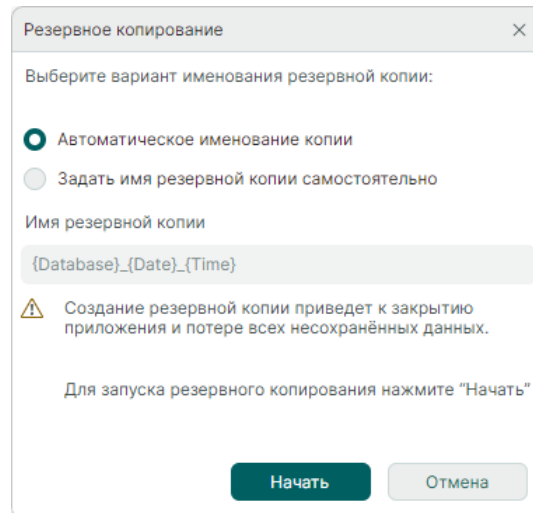 Резервное копирование
Выберите вариант именования резервной копии:
Автоматическое именование копии
Задать имя резервной копии самостоятельно
Имя резервной копии
{Database}_{Date}_{Time}
Создание резервной копии приведет к закрытию
приложения и потере всех несохранённых данных.
Для запуска резервного копирования нажмите "Начать"
Начать
Отмена